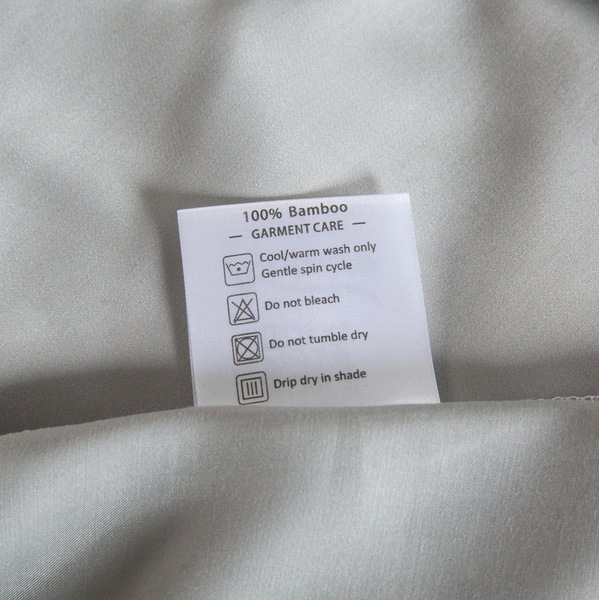 100% Bamboo
— GARMENT CARE —
Cool/warm wash only
Gentle spin cycle
Do not bleach
Do not tumble dry
Drip dry in shade